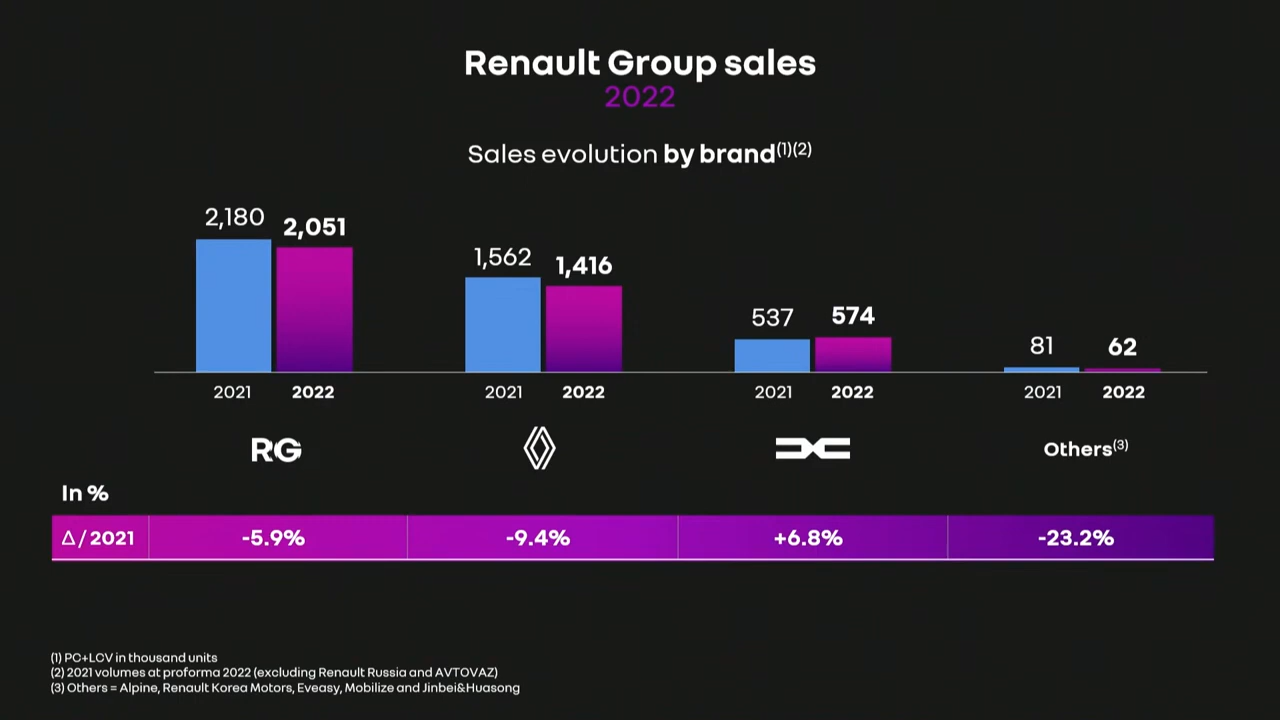 Renault Group sales
2022
Sales evolution by brand(1)(2)
2,180 2,051 1,562 1,416 537 574 81 62
2021 2022 2021 2022 2021 2022 2021 2022
RG Others(3)
In %
Δ/2021 -5.9% -9.4% +6.8% -23.2%
(1) PC+LCV in thousand units
(2) 2021 volumes at proforma 2022 (excluding Renault Russia and AVTOVAZ)
(3) Others = Alpine, Renault Korea Motors, Eveasy, Mobilize and Jinbei&Huasong